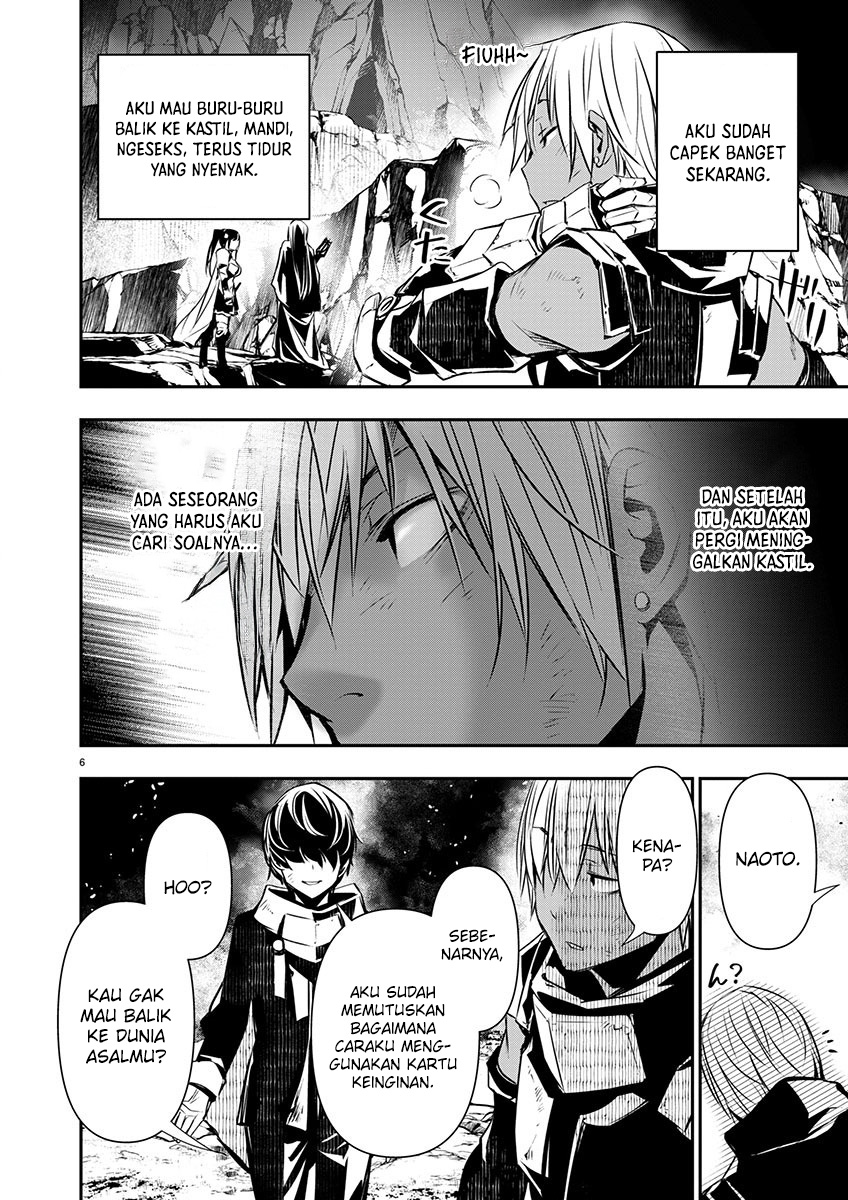 AKU SUDAH
CAPEK BANGET
SEKARANG.
FIUHH~
AKU MAU BURU-BURU
BALIK KE KASTIL, MANDI,
NGESEKS, TERUS TIDUR
YANG NYENYAK.
くたっ
DAN SETELAH
ITU, AKU AKAN
PERGI MENING-
GALKAN KASTIL.
ADA SESEORANG
YANG HARUS AKU
CARI SOALNYA...
6
NAOTO.
ん?
KENA-
PA?
SEBE-
NARNYA,
AKU SUDAH
MEMUTUSKAN
BAGAIMANA
CARAKU MENG-
GUNAKAN KARTU
KEINGINAN.
HOO?
KAU GAK
MAU BALIK
KE DUNIA
ASALMU?